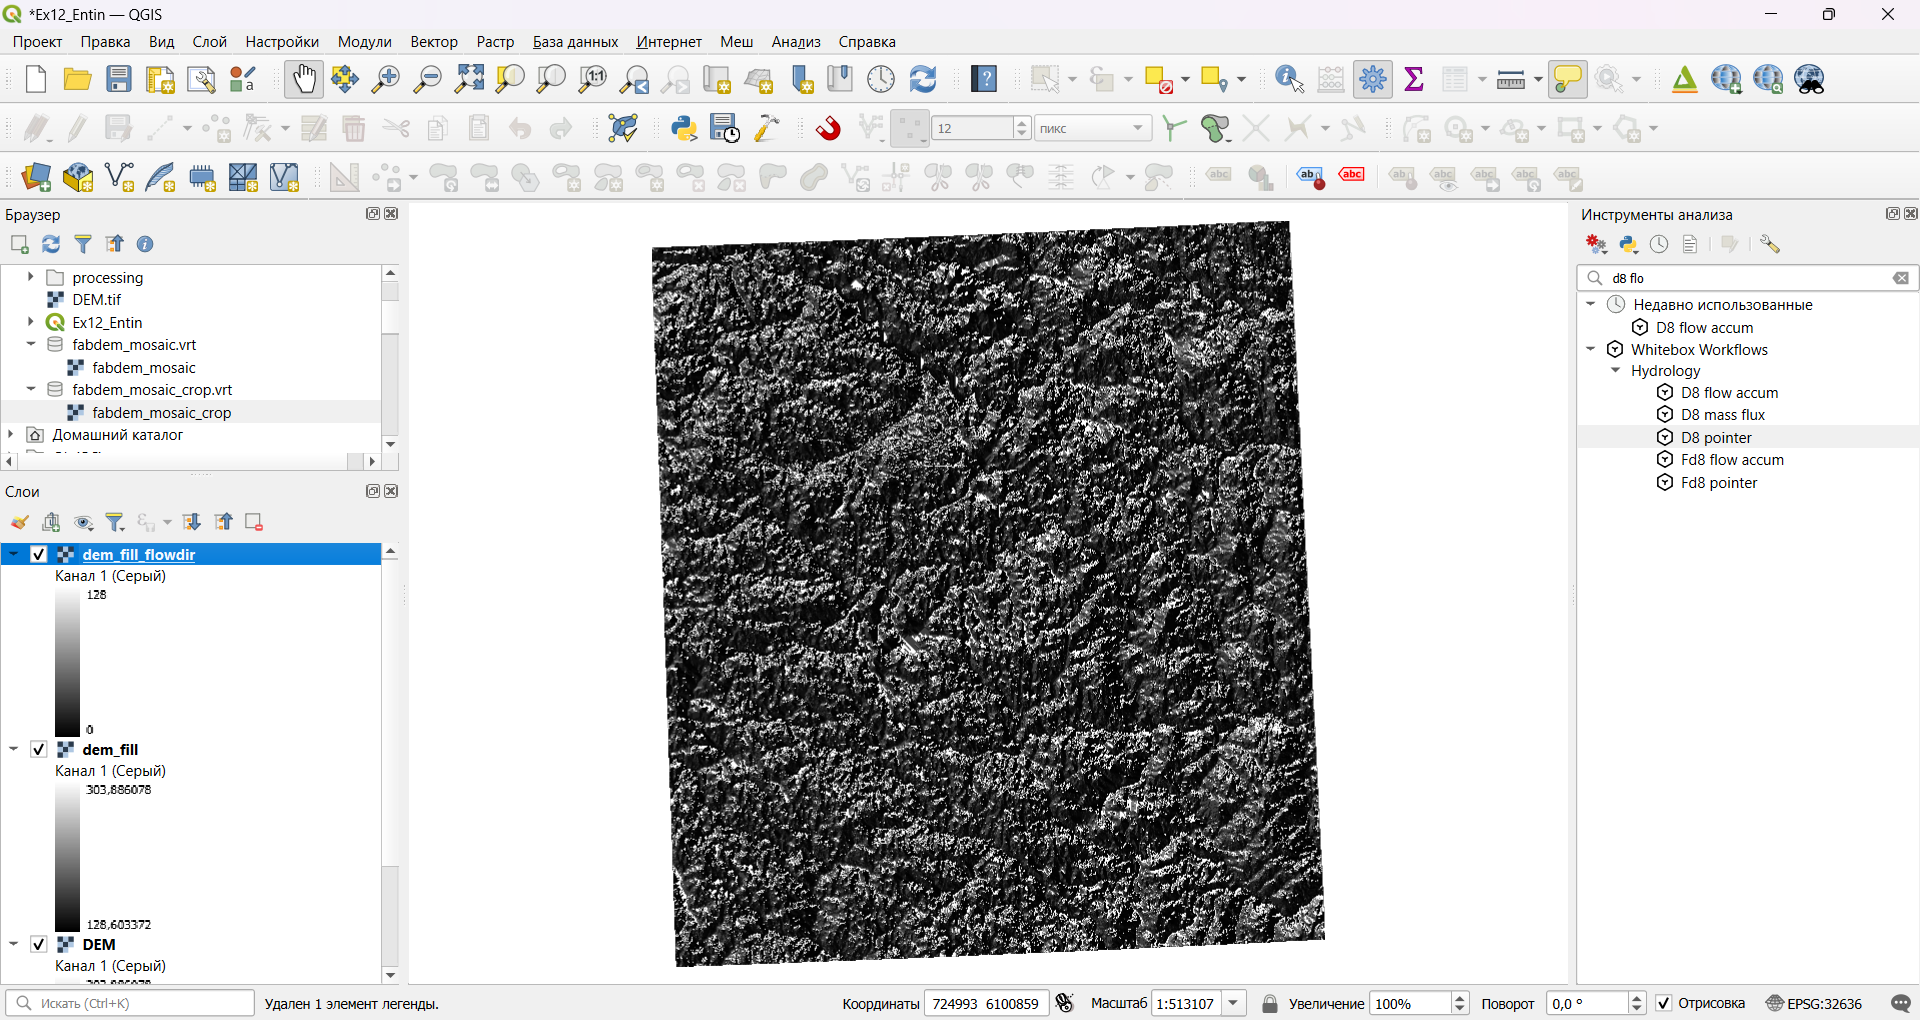 *Ex12_Entin — QGIS
Проект Правка Вид Слой Настройки Модули Вектор Растр База данных Интернет Меш Анализ Справка
12 пикс
Браузер
processing
DEM.tif
Ex12_Entin
fabdem_mosaic.vrt
fabdem_mosaic
fabdem_mosaic_crop.vrt
fabdem_mosaic_crop
Домашний каталог
Слои
dem_fill_flowdir
Канал 1 (Серый)
128
0
dem_fill
Канал 1 (Серый)
303,886078
128,603372
DEM
Канал 1 (Серый)
Инструменты анализа
d8 flo
Недавно использованные
D8 flow accum
Whitebox Workflows
Hydrology
D8 flow accum
D8 mass flux
D8 pointer
Fd8 flow accum
Fd8 pointer
Искать (Ctrl+K) Удален 1 элемент легенды. Координаты 724993 6100859 Масштаб 1:513107 Увеличение 100% Поворот 0,0 ° Отрисовка EPSG:32636